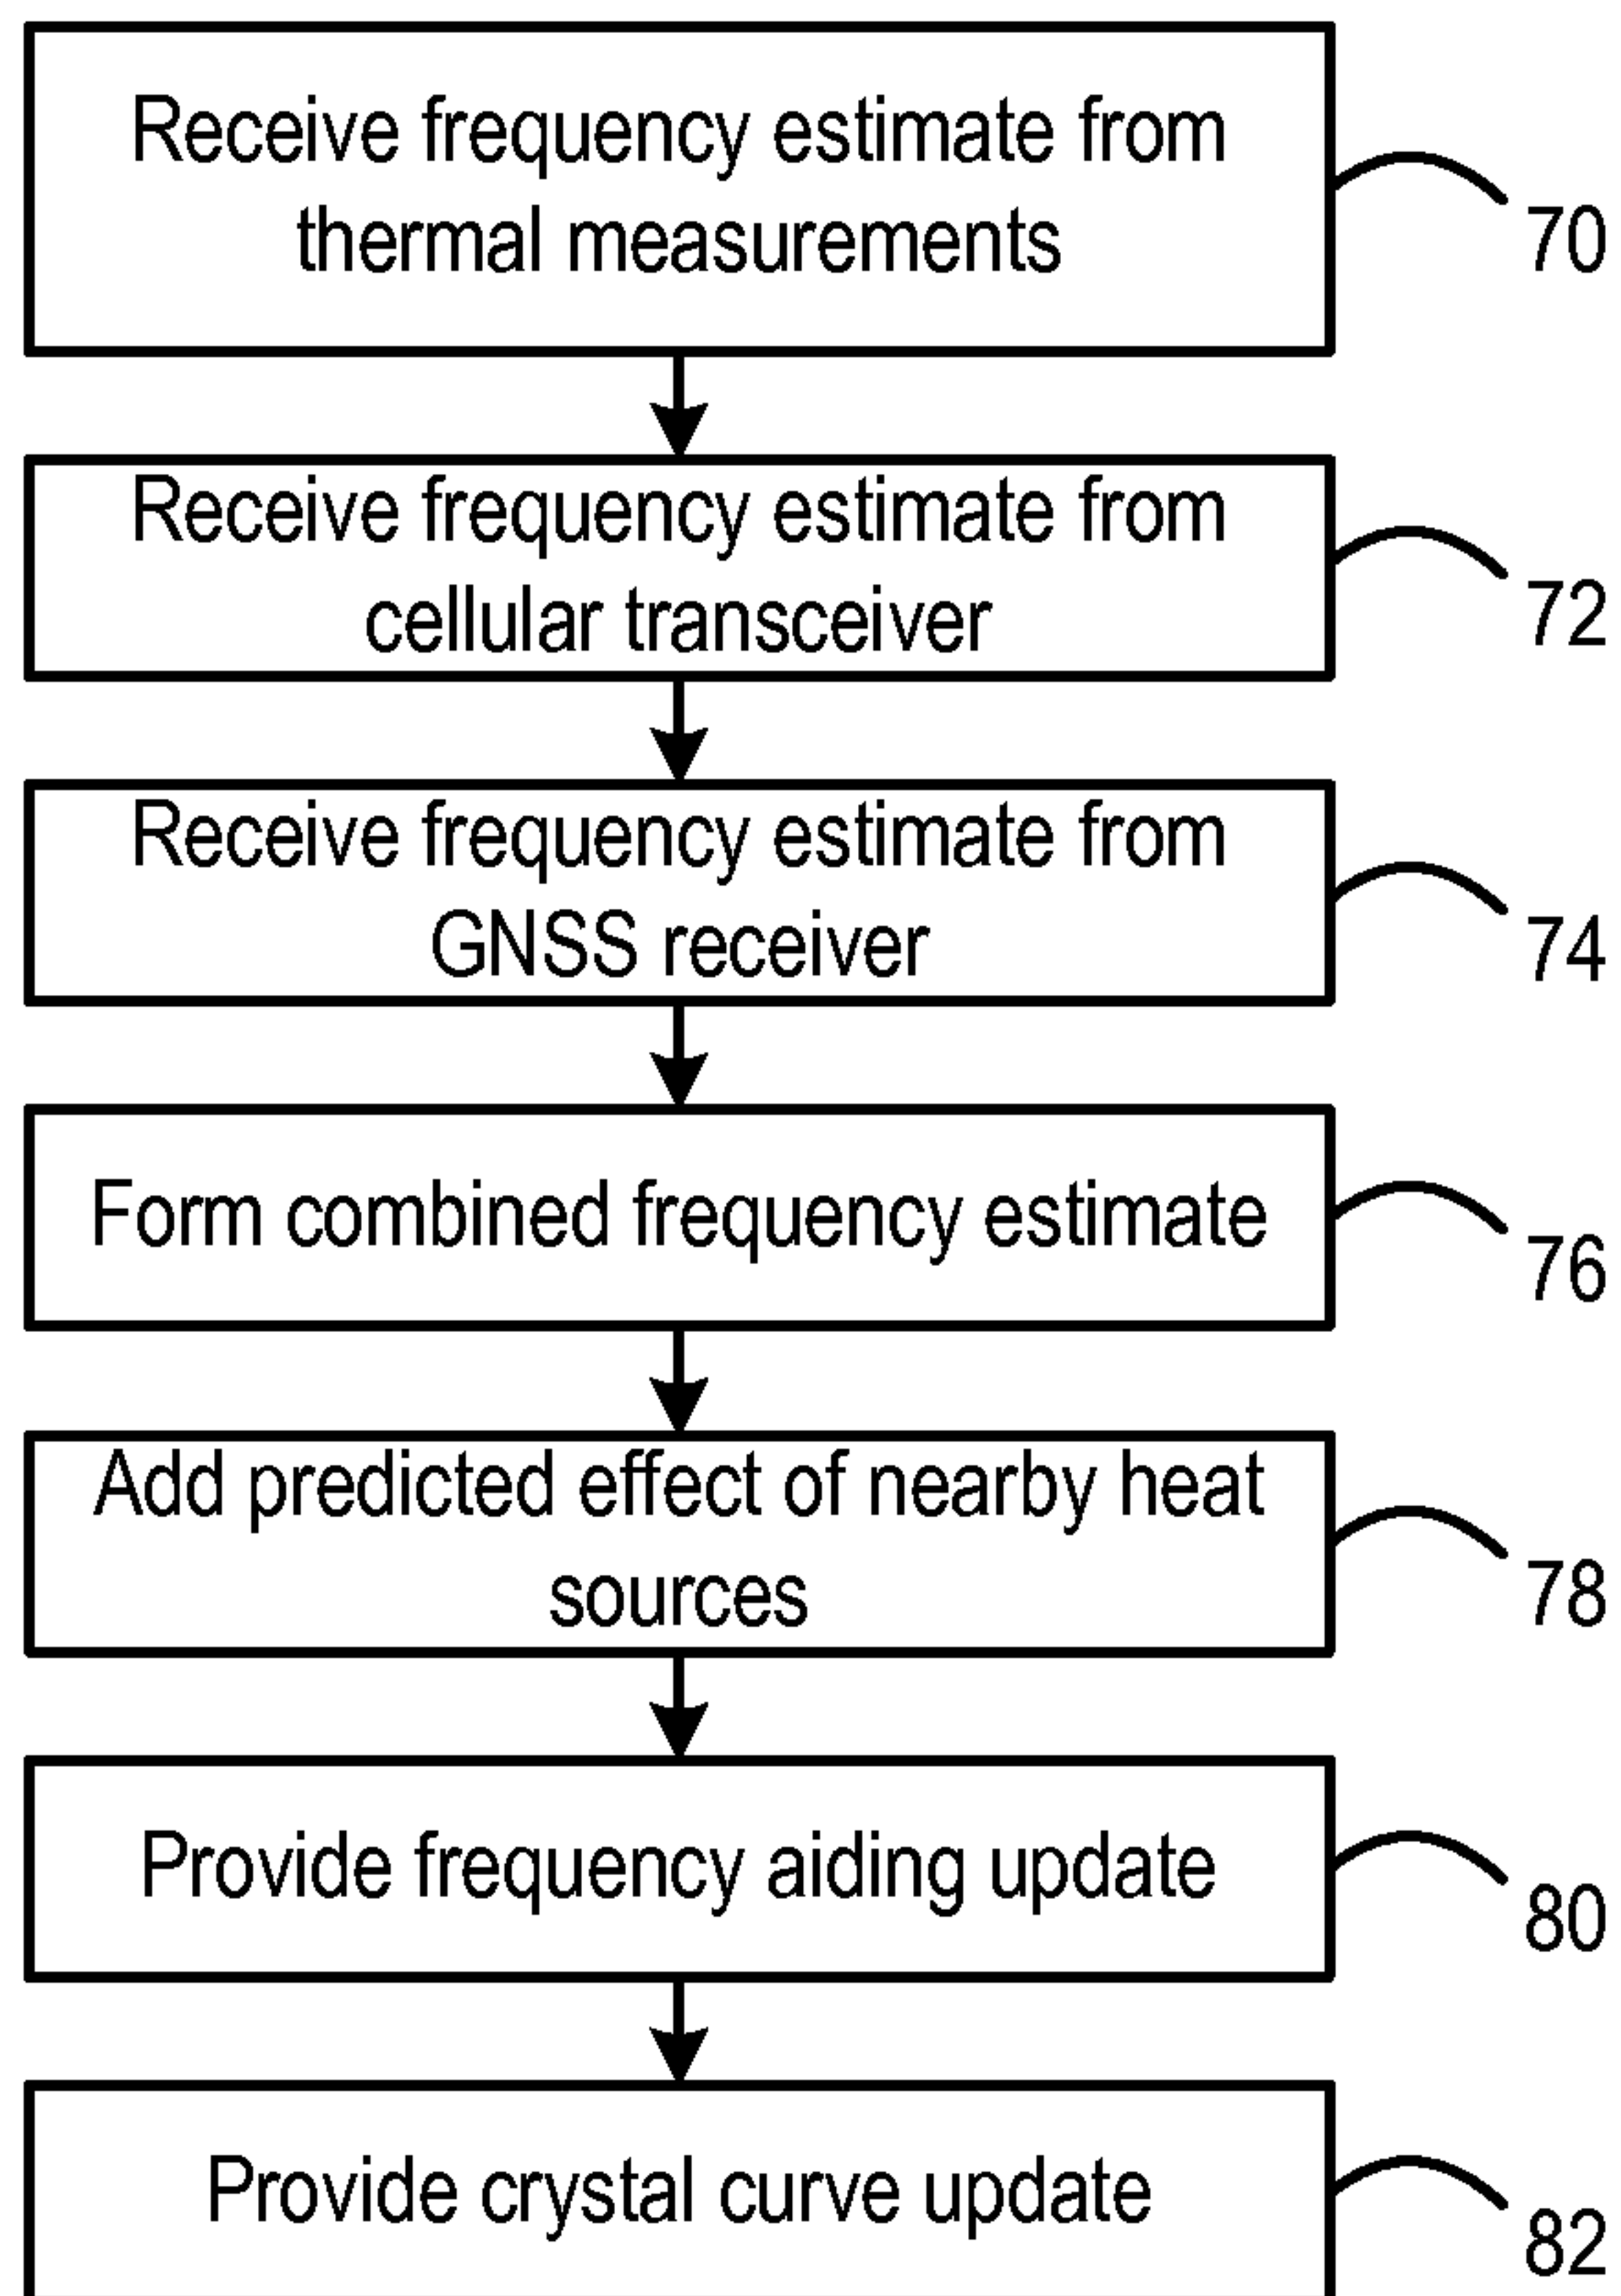 Receive frequency estimate from
thermal measurements
70
Receive frequency estimate from
cellular transceiver
72
Receive frequency estimate from
GNSS receiver
74
Form combined frequency estimate
76
Add predicted effect of nearby heat
sources
78
Provide frequency aiding update
80
Provide crystal curve update
82